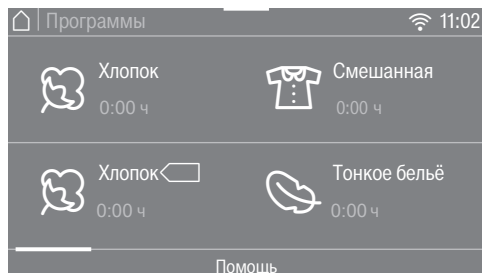 Программы 11:02
Хлопок Смешанная
0:00 ч 0:00 ч
Хлопок Тонкое бельё
0:00 ч 0:00 ч
Помощь